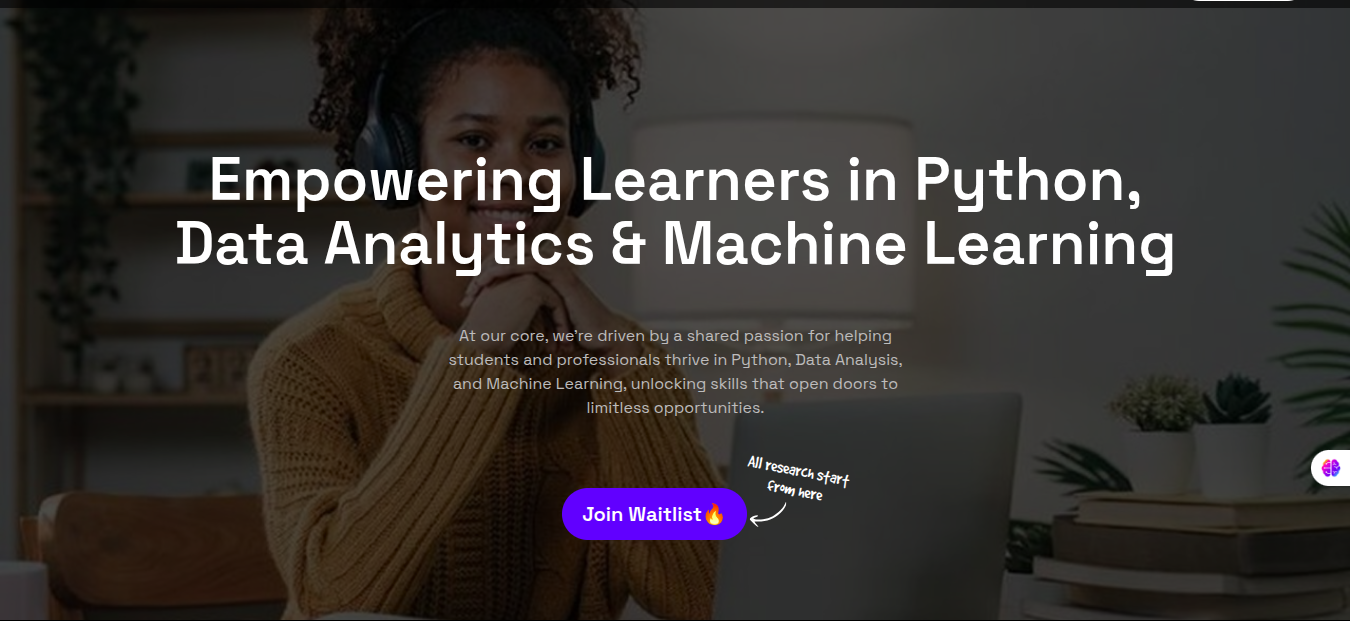 Empowering Learners in Python,
Data Analytics & Machine Learning
At our core, we're driven by a shared passion for helping
students and professionals thrive in Python, Data Analysis,
and Machine Learning, unlocking skills that open doors to
limitless opportunities.
All research start
from here
Join Waitlist🔥